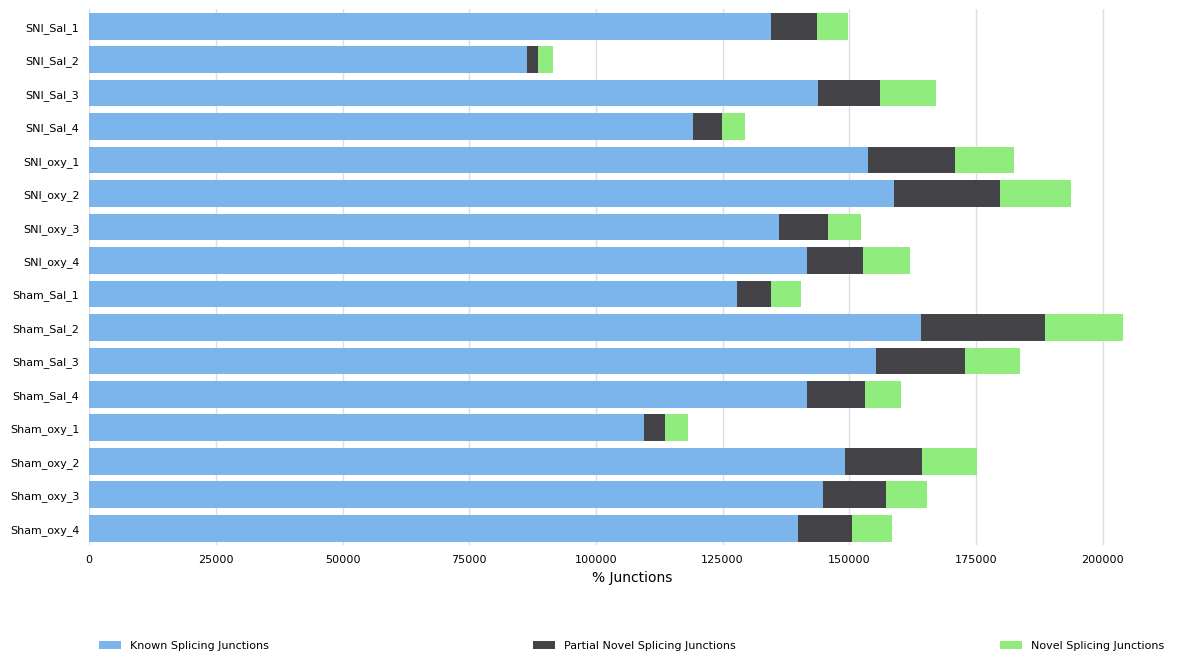 SNI_Sal_1
SNI_Sal_2
SNI_Sal_3
SNI_Sal_4
SNI_oxy_1
SNI_oxy_2
SNI_oxy_3
SNI_oxy_4
Sham_Sal_1
Sham_Sal_2
Sham_Sal_3
Sham_Sal_4
Sham_oxy_1
Sham_oxy_2
Sham_oxy_3
Sham_oxy_4
0 25000 50000 75000 100000 125000 150000 175000 200000
% Junctions
Known Splicing Junctions Partial Novel Splicing Junctions Novel Splicing Junctions